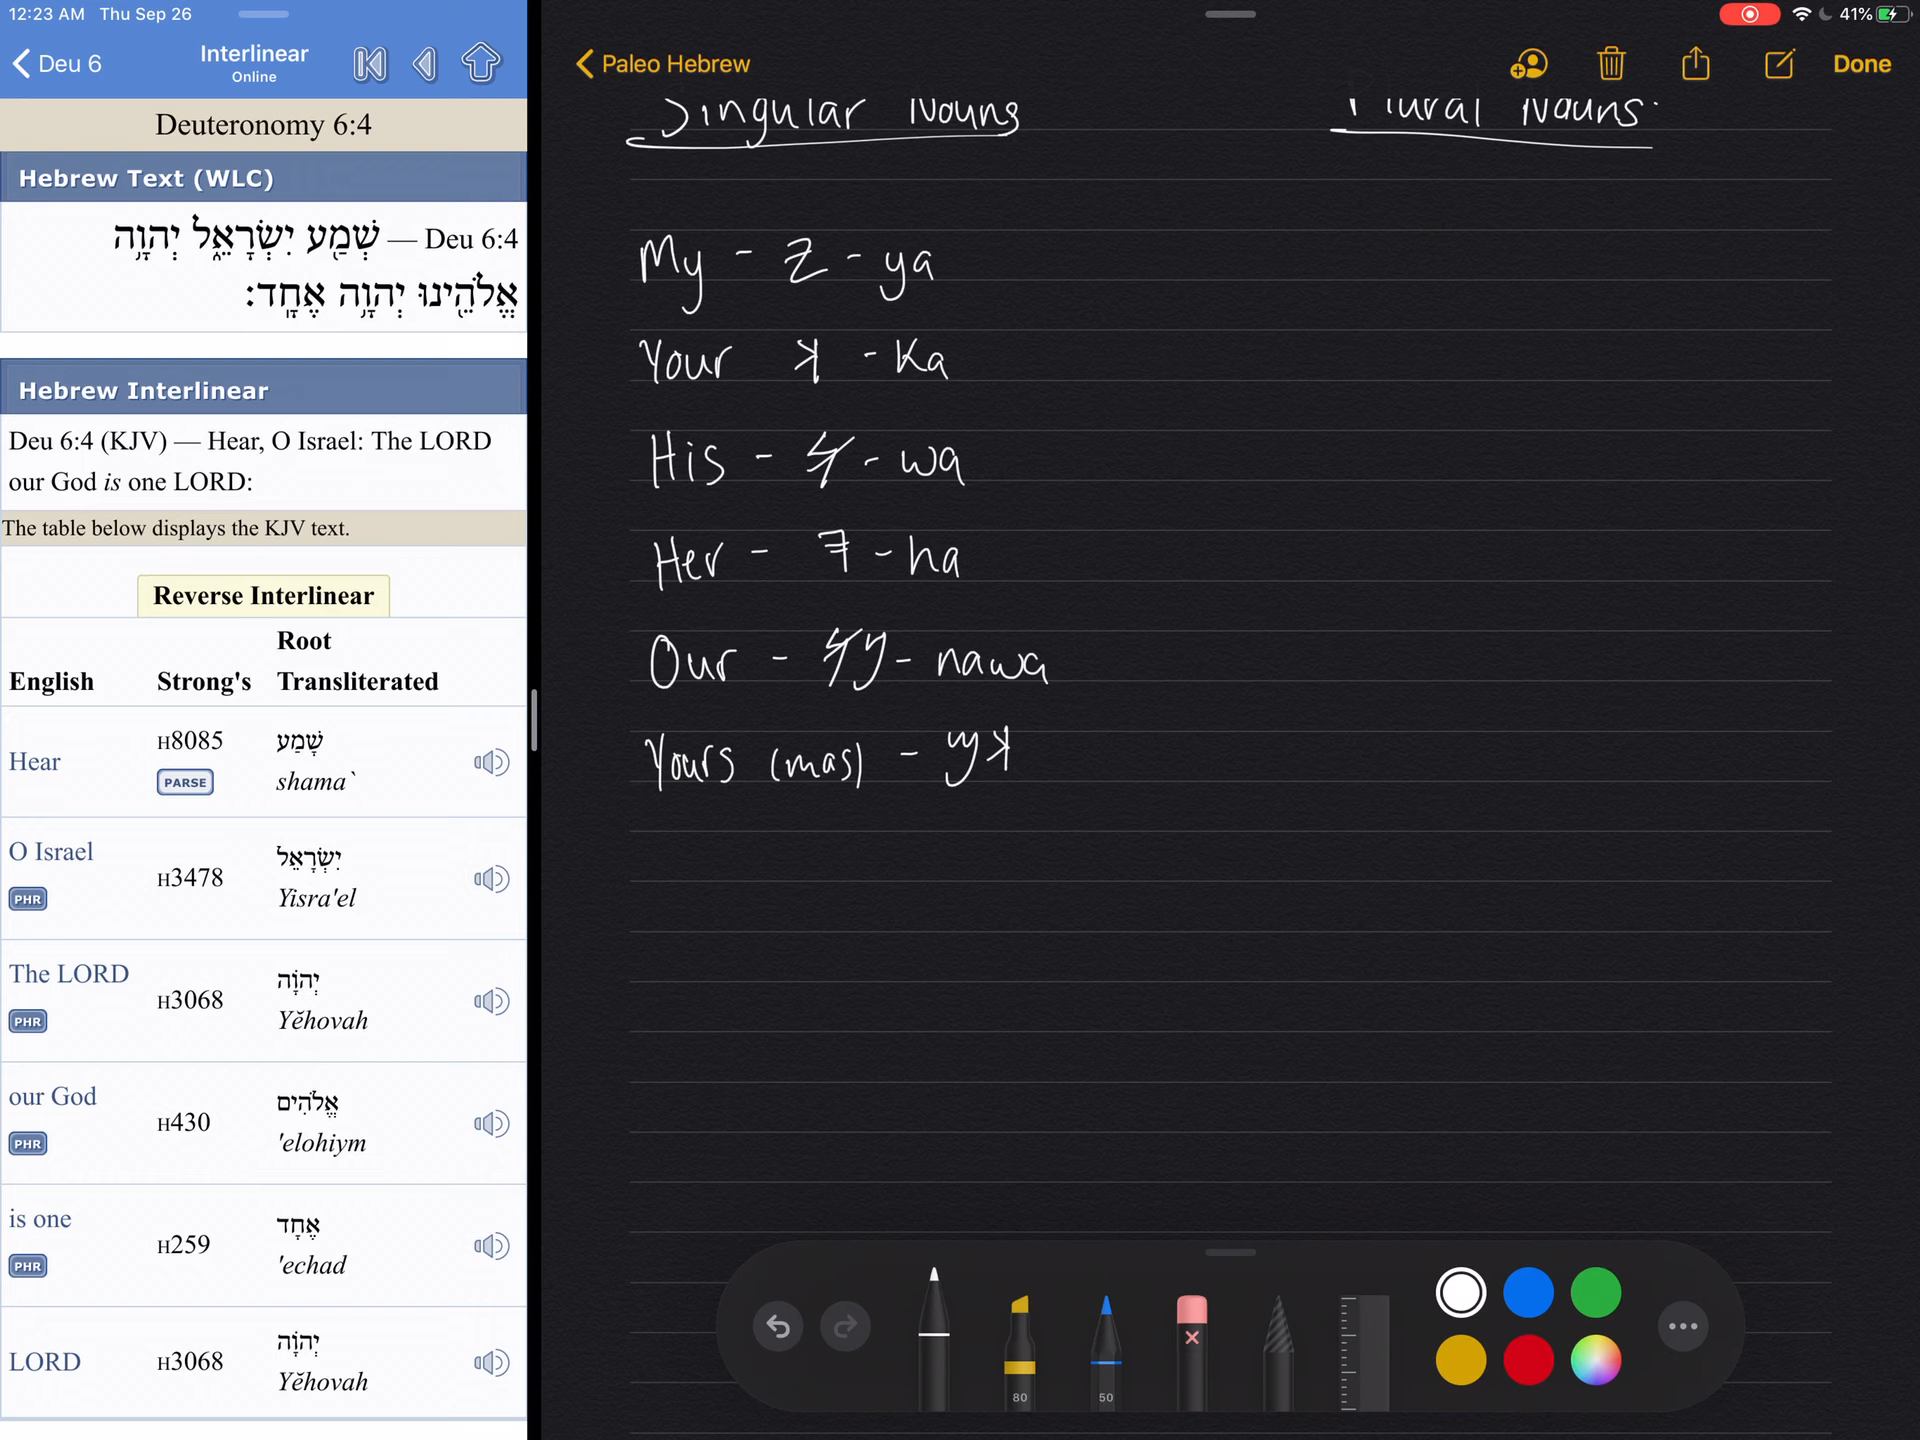 12:23 AM Thu Sep 26
41%
Deu 6
Interlinear
Online
Deuteronomy 6:4
Hebrew Text (WLC)
Deu 6:4 — שְׁמַ֖ע יִשְׂרָאֵ֑ל יְהוָ֥ה
אֱלֹהֵ֖ינוּ יְהוָ֥ה אֶחָֽד׃
Hebrew Interlinear
Deu 6:4 (KJV) — Hear, O Israel: The LORD
our God is one LORD:
The table below displays the KJV text.
Reverse Interlinear
English Strong's Root Transliterated
Hear H8085 PARSE שָׁמַע shama`
O Israel PHR H3478 יִשְׂרָאֵל Yisra'el
The LORD PHR H3068 יְהֹוָה Yĕhovah
our God PHR H430 אֱלֹהִים 'elohiym
is one PHR H259 אֶחָד 'echad
LORD H3068 יְהֹוָה Yĕhovah
Paleo Hebrew
Done
Singular Nouns
Plural Nouns.
My - 𐤉 - ya
Your 𐤊 - Ka
His - 𐤅 - wa
Her - 𐤄 - ha
Our - 𐤍𐤅 - nawa
Yours (mas) - 𐤊𐤌
80
50